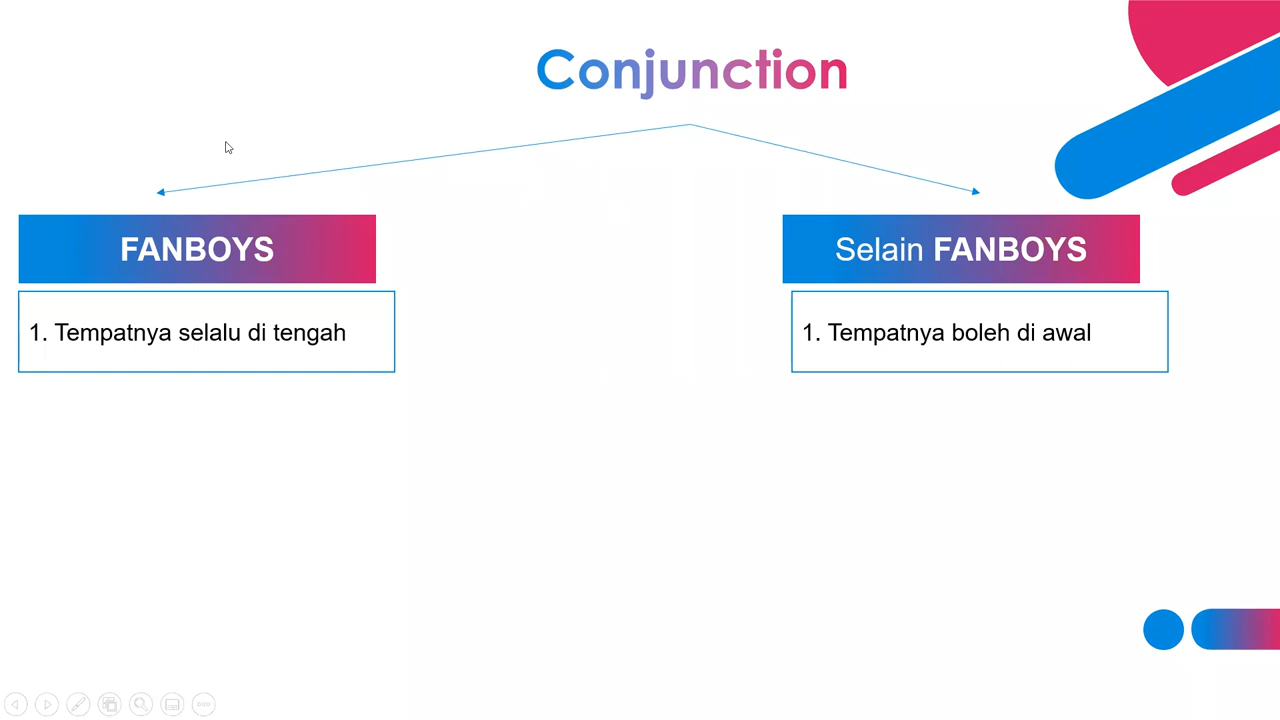 Conjunction
FANBOYS
Selain FANBOYS
1. Tempatnya selalu di tengah
1. Tempatnya boleh di awal